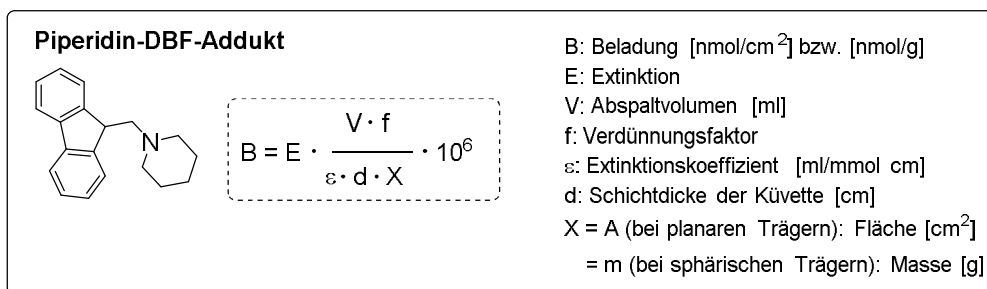 Piperidin-DBF-Addukt
N
B = E · V · f / ε · d · X · 10⁶
B: Beladung [nmol/cm²] bzw. [nmol/g]
E: Extinktion
V: Abspaltvolumen [ml]
f: Verdünnungsfaktor
ε: Extinktionskoeffizient [ml/mmol cm]
d: Schichtdicke der Küvette [cm]
X = A (bei planaren Trägern): Fläche [cm²]
= m (bei sphärischen Trägern): Masse [g]